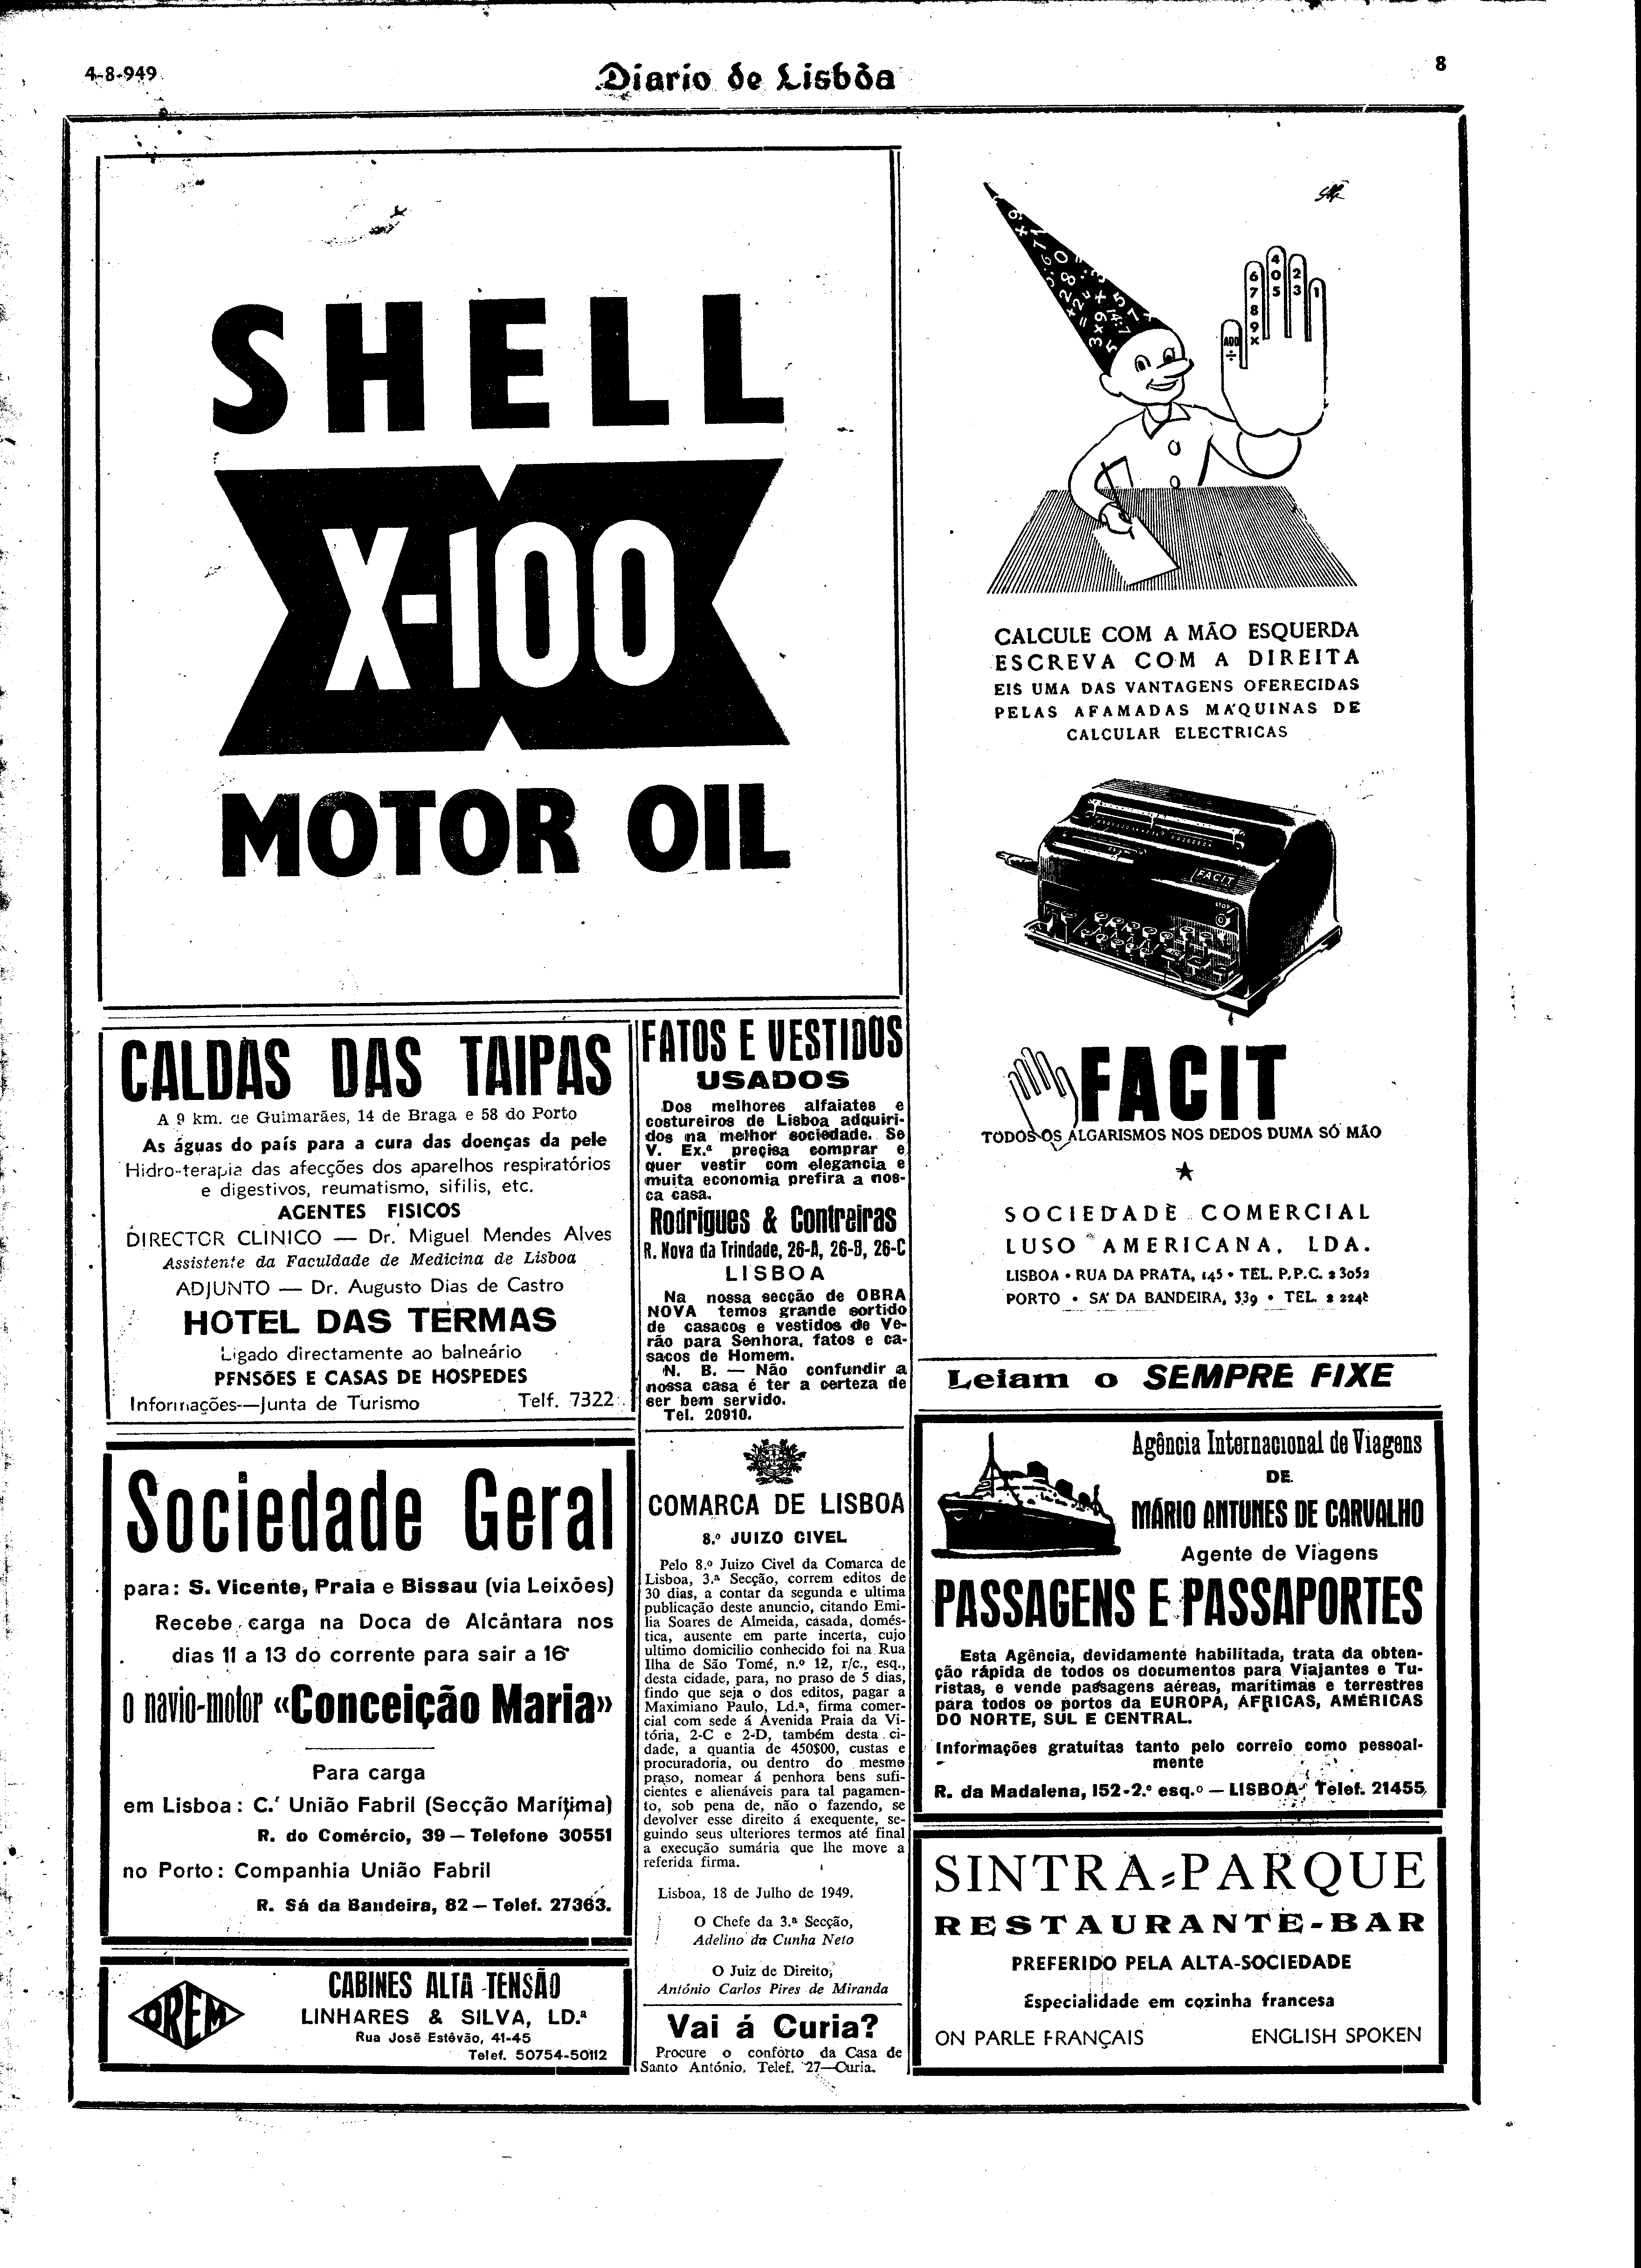 4-8-949
Diario de Lisbôa
8
SHELL
X-100
MOTOR OIL
CALDAS DAS TAIPAS
A 9 km. de Guimarães, 14 de Braga e 58 do Porto
As águas do país para a cura das doenças da pele
Hidro-terapia das afecções dos aparelhos respiratórios
e digestivos, reumatismo, sifilis, etc.
AGENTES FISICOS
DIRECTOR CLINICO — Dr. Miguel Mendes Alves
Assistente da Faculdade de Medicina de Lisboa
ADJUNTO — Dr. Augusto Dias de Castro
HOTEL DAS TERMAS
Ligado directamente ao balneário
PENSÕES E CASAS DE HOSPEDES
Informações—Junta de Turismo Telf. 7322
Sociedade Geral
para: S. Vicente, Praia e Bissau (via Leixões)
Recebe carga na Doca de Alcântara nos
dias 11 a 13 do corrente para sair a 16
o navio-motor «Conceição Maria»
Para carga
em Lisboa: C.ª União Fabril (Secção Marítima)
R. do Comércio, 39 — Telefone 30551
no Porto: Companhia União Fabril
R. Sá da Bandeira, 82 — Telef. 27363.
OREM
CABINES ALTA TENSÃO
LINHARES & SILVA, LD.ª
Rua José Estêvão, 41-45
Telef. 50754-50112
FATOS E VESTIDOS
USADOS
Dos melhores alfaiates e
costureiros de Lisboa adquiri-
dos na melhor sociedade. Se
V. Ex.ª precisa comprar e
quer vestir com elegancia e
muita economia prefira a nos-
ca casa.
Rodrigues & Contreiras
R. Nova da Trindade, 26-A, 26-B, 26-C
LISBOA
Na nossa secção de OBRA
NOVA temos grande sortido
de casacos e vestidos de Ve-
rão para Senhora, fatos e ca-
sacos de Homem.
N. B. — Não confundir a
nossa casa é ter a certeza de
ser bem servido.
Tel. 20910.
COMARCA DE LISBOA
8.º JUIZO CIVEL
Pelo 8.º Juizo Civel da Comarca de
Lisboa, 3.ª Secção, correm editos de
30 dias, a contar da segunda e ultima
publicação deste anuncio, citando Emi-
lia Soares de Almeida, casada, domés-
tica, ausente em parte incerta, cujo
ultimo domicilio conhecido foi na Rua
Ilha de São Tomé, n.º 12, r/c., esq.,
desta cidade, para, no praso de 5 dias,
findo que seja o dos editos, pagar a
Maximiano Paulo, Ld.ª, firma comer-
cial com sede á Avenida Praia da Vi-
tória, 2-C e 2-D, também desta ci-
dade, a quantia de 450$00, custas e
procuradoria, ou dentro do mesmo
praso, nomear á penhora bens sufi-
cientes e alienáveis para tal pagamen-
to, sob pena de, não o fazendo, se
devolver esse direito á exequente, se-
guindo seus ulteriores termos até final
a execução sumária que lhe move a
referida firma.
Lisboa, 18 de Julho de 1949.
O Chefe da 3.ª Secção,
Adelino da Cunha Neto
O Juiz de Direito,
António Carlos Pires de Miranda
Vai á Curia?
Procure o conforto da Casa de
Santo António. Telef. 27—Curia.
CALCULE COM A MÃO ESQUERDA
ESCREVA COM A DIREITA
EIS UMA DAS VANTAGENS OFERECIDAS
PELAS AFAMADAS MÁQUINAS DE
CALCULAR ELECTRICAS
FACIT
FACIT
TODOS OS ALGARISMOS NOS DEDOS DUMA SÓ MÃO
SOCIEDADE COMERCIAL
LUSO AMERICANA, LDA.
LISBOA • RUA DA PRATA, 145 • TEL. P.P.C. 2 3052
PORTO • SÁ DA BANDEIRA, 339 • TEL.
Leiam o SEMPRE FIXE
Agência Internacional de Viagens
DE
MÁRIO ANTUNES DE CARVALHO
Agente de Viagens
PASSAGENS E PASSAPORTES
Esta Agência, devidamente habilitada, trata da obten-
ção rápida de todos os documentos para Viajantes e Tu-
ristas, e vende passagens aéreas, marítimas e terrestres
para todos os portos da EUROPA, ÁFRICAS, AMÉRICAS
DO NORTE, SUL E CENTRAL.
Informações gratuítas tanto pelo correio como pessoal-
mente
R. da Madalena, 152-2.º esq.º — LISBOA Telef. 21455
SINTRA-PARQUE
RESTAURANTE-BAR
PREFERIDO PELA ALTA-SOCIEDADE
Especialidade em cozinha francesa
ON PARLE FRANÇAIS ENGLISH SPOKEN